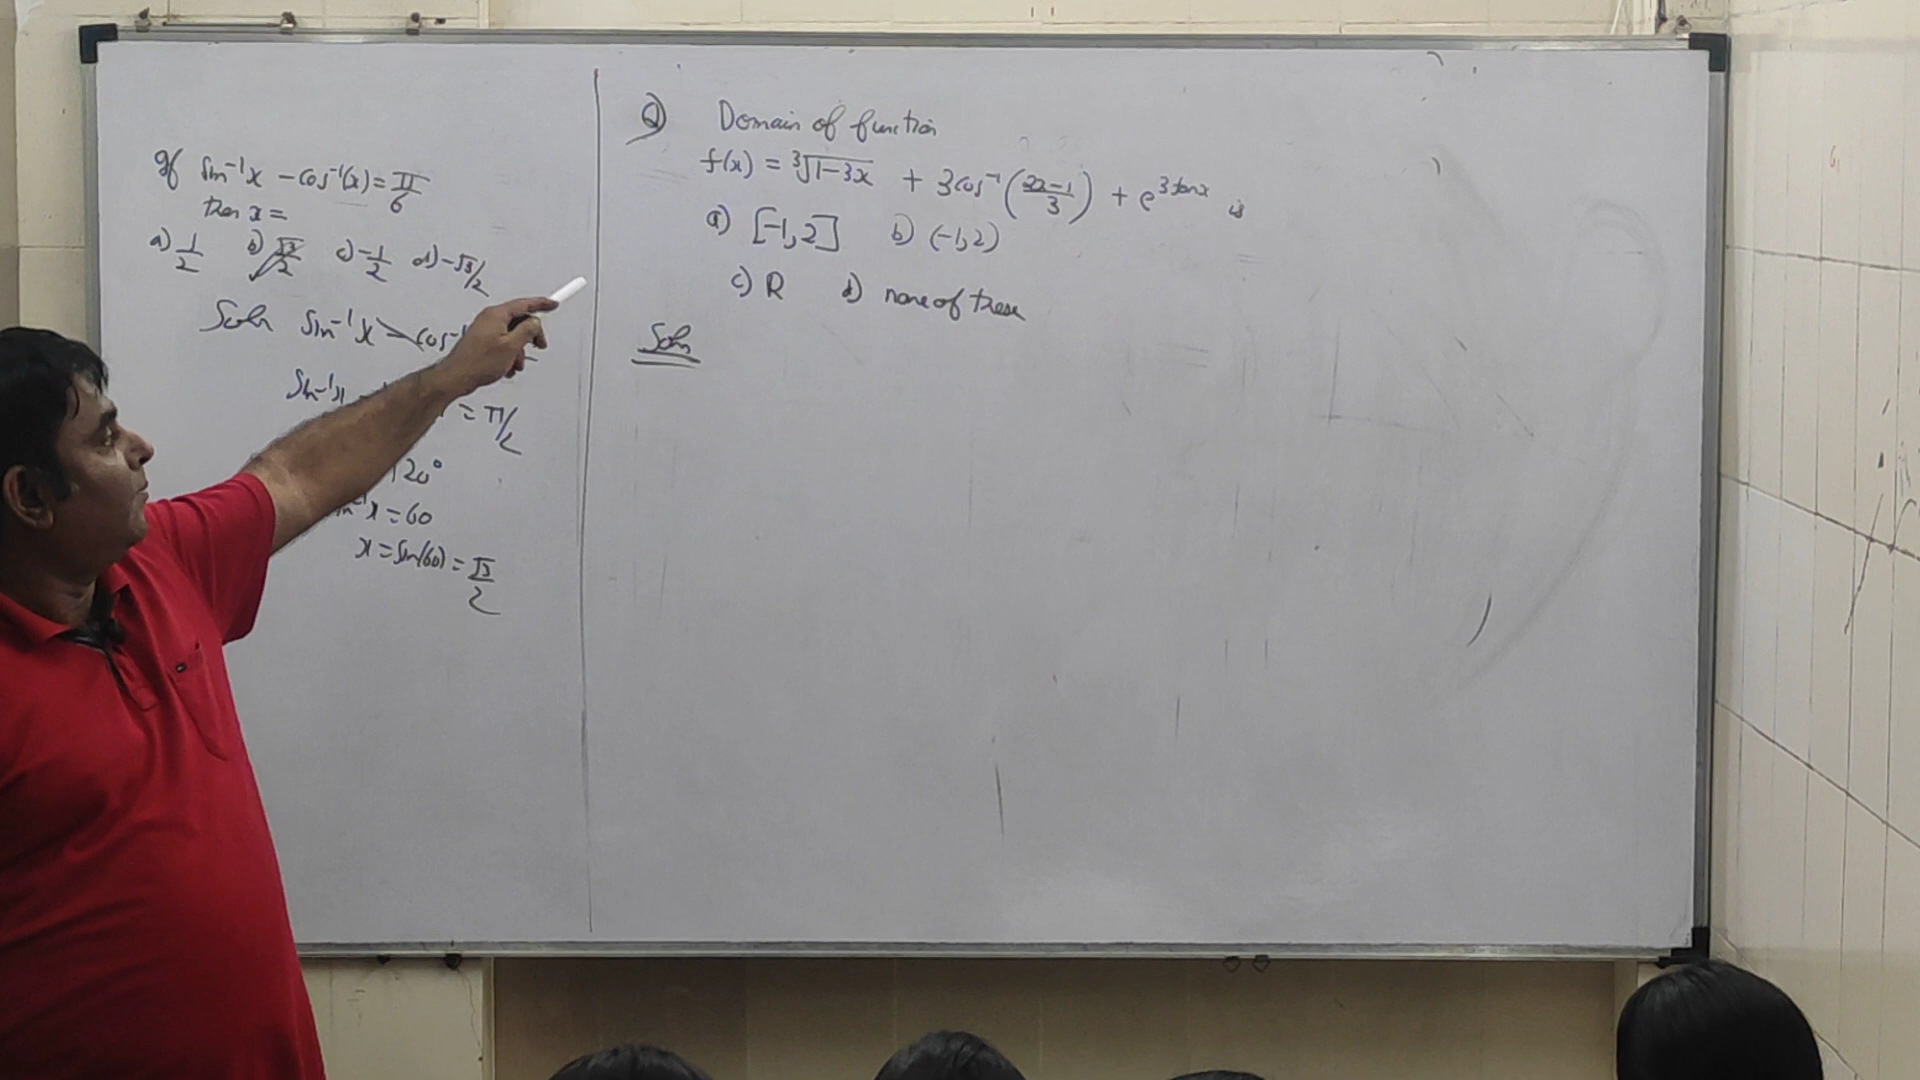 If Sin⁻¹x - Cos⁻¹(x) = π/6
then x =
a) 1/2 b) √3/2 c) -1/2 d) -√3/2
Soln Sin⁻¹x - Cos⁻¹
Sin⁻¹x = π/2
120°
x = 60
x = Sin(60) = √3/2
Q) Domain of function
f(x) = ∛(1-3x) + 3Cos⁻¹((2x-1)/3) + e^(3tanx) is
a) [-1,2] b) (-1,2)
c) R d) none of these
Soln